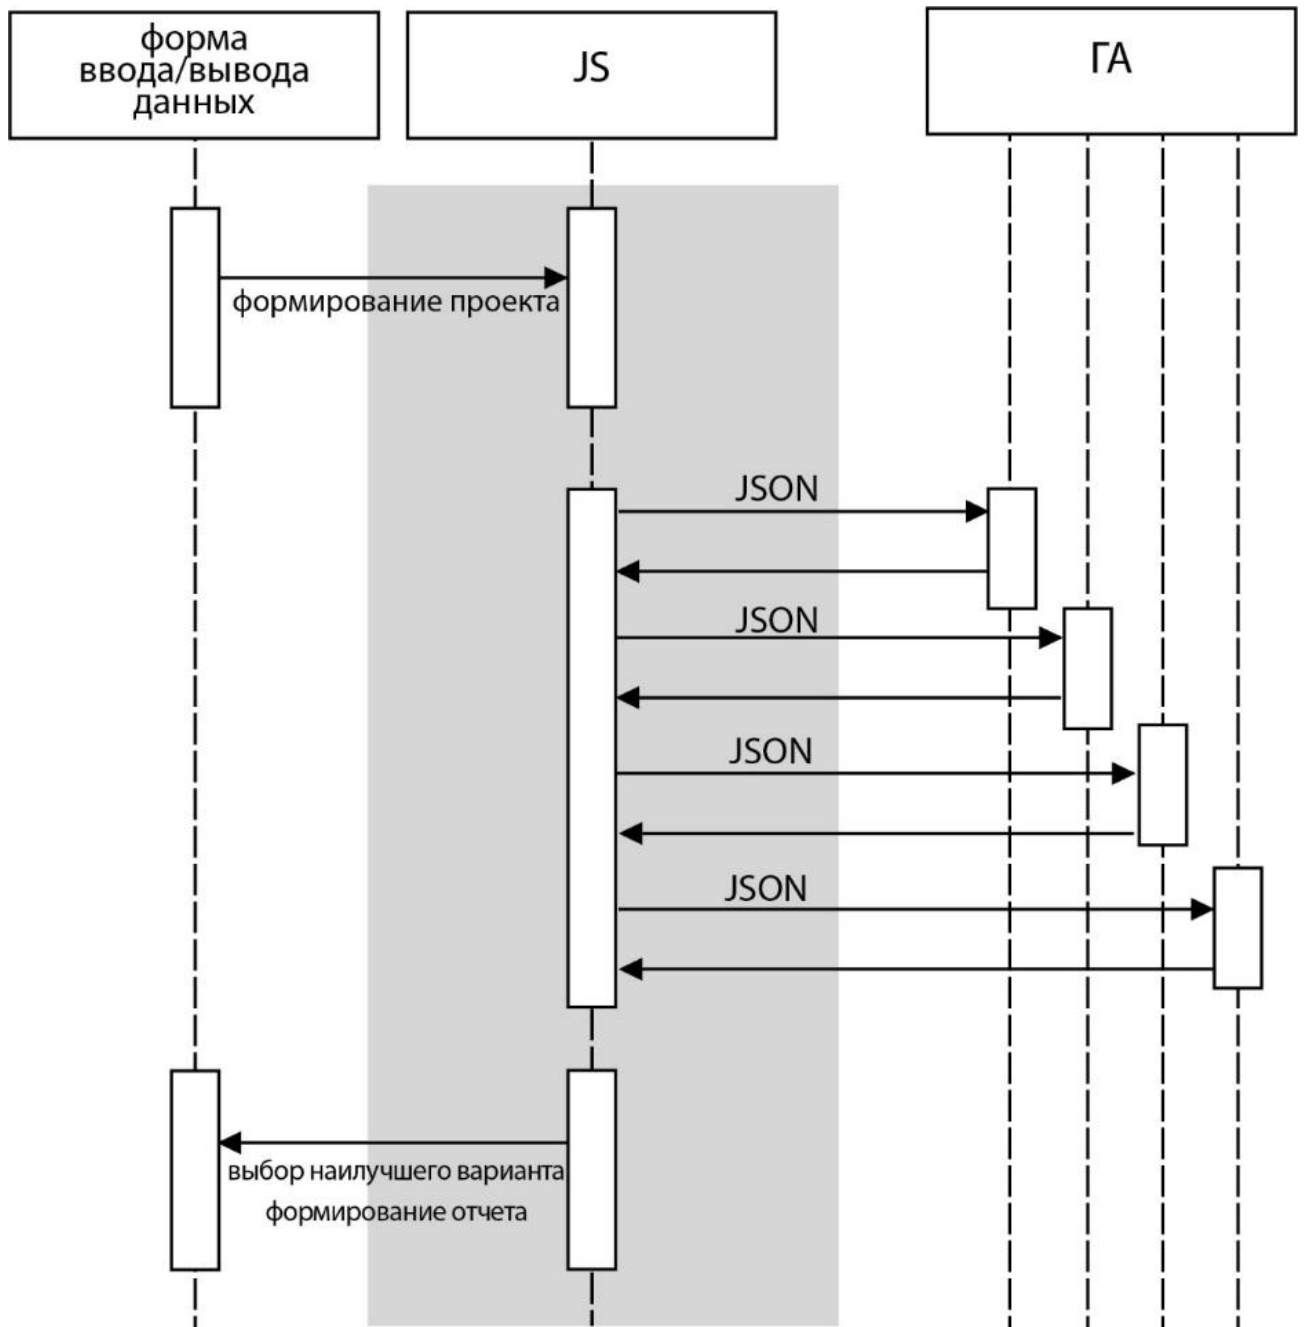 форма
ввода/вывода
данных
JS
ГА
формирование проекта
JSON
JSON
JSON
JSON
выбор наилучшего варианта
формирование отчета